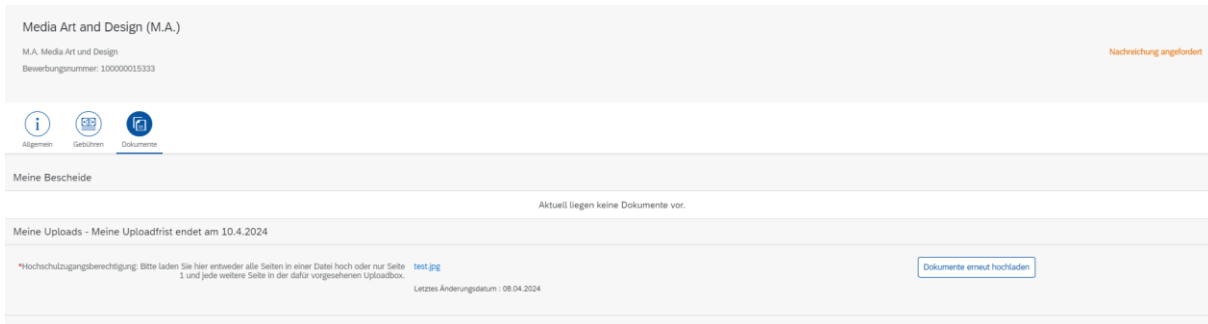 Media Art and Design (M.A.)
M.A. Media Art und Design
Nachreichung angefordert
Bewerbungsnummer: 100000015333
Allgemein
Gebühren
Dokumente
Meine Bescheide
Aktuell liegen keine Dokumente vor.
Meine Uploads - Meine Uploadfrist endet am 10.4.2024
*Hochschulzugangsberechtigung: Bitte laden Sie hier entweder alle Seiten in einer Datei hoch oder nur Seite
1 und jede weitere Seite in der dafür vorgesehenen Uploadbox.
test.jpg
Letztes Änderungsdatum : 08.04.2024
Dokumente erneut hochladen